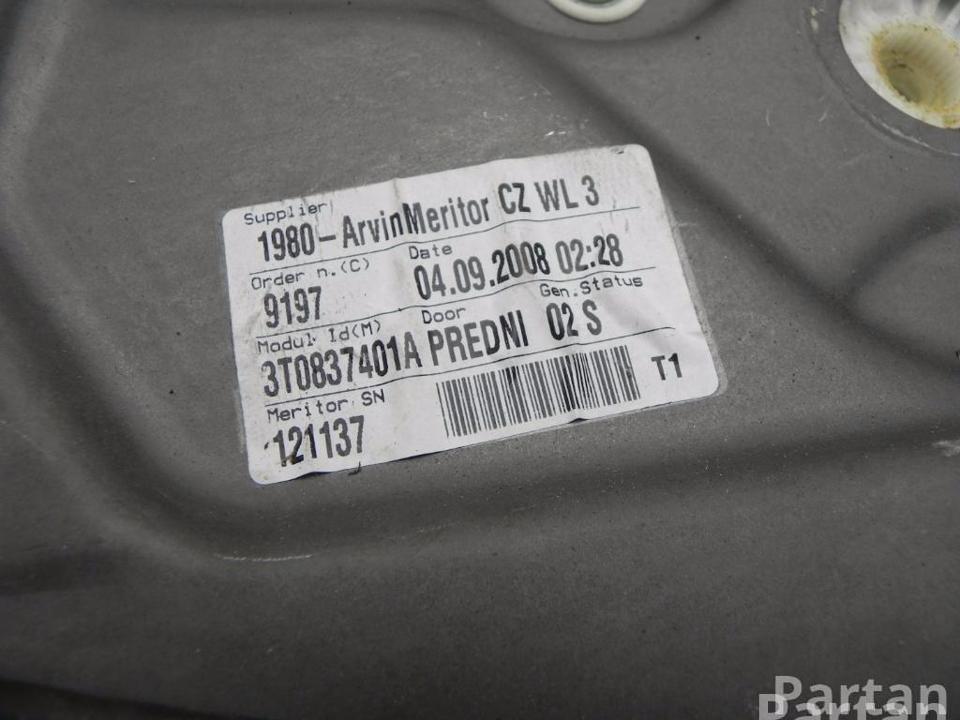 Supplier
1980-ArvinMeritor CZ WL 3
Order n.(C) Date
9197 04.09.2008 02:28
Modul Id(M) Door Gen.Status
3T0837401A PREDNI 02 S
Meritor SN
121137 T1
Partan
Partan